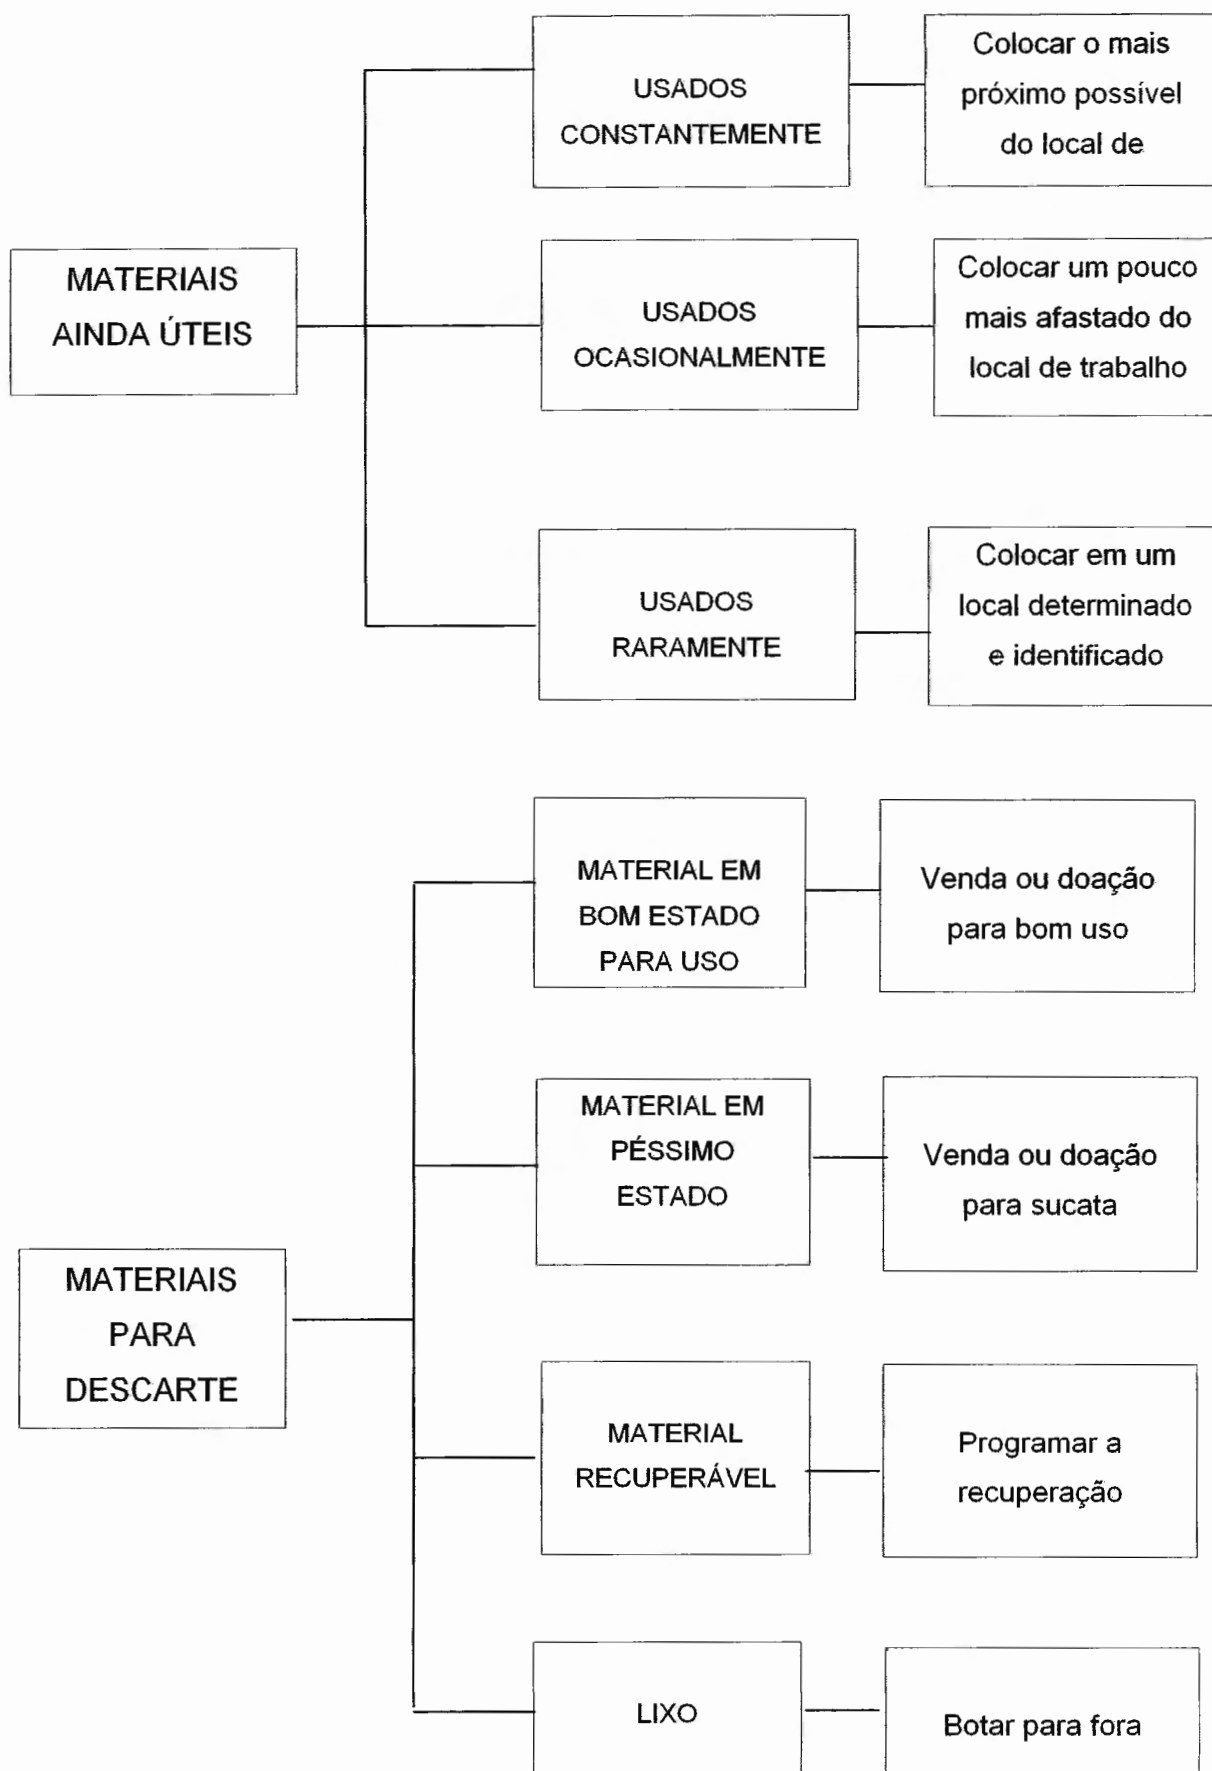 MATERIAIS
AINDA ÚTEIS
USADOS
CONSTANTEMENTE
Colocar o mais
próximo possível
do local de
USADOS
OCASIONALMENTE
Colocar um pouco
mais afastado do
local de trabalho
USADOS
RARAMENTE
Colocar em um
local determinado
e identificado
MATERIAIS
PARA
DESCARTE
MATERIAL EM
BOM ESTADO
PARA USO
Venda ou doação
para bom uso
MATERIAL EM
PÉSSIMO
ESTADO
Venda ou doação
para sucata
MATERIAL
RECUPERÁVEL
Programar a
recuperação
LIXO
Botar para fora